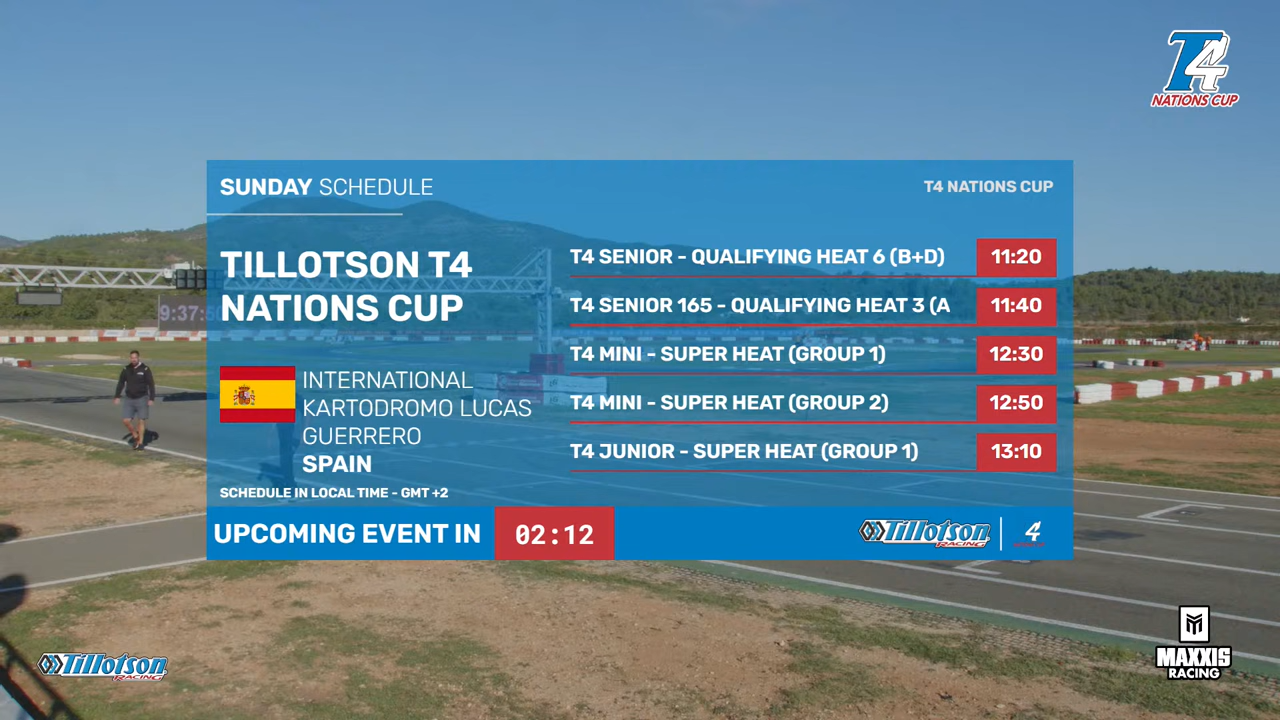 T4
NATIONS CUP
SUNDAY SCHEDULE
T4 NATIONS CUP
TILLOTSON T4
NATIONS CUP
INTERNATIONAL
KARTODROMO LUCAS
GUERRERO
SPAIN
SCHEDULE IN LOCAL TIME - GMT +2
T4 SENIOR - QUALIFYING HEAT 6 (B+D) 11:20
T4 SENIOR 165 - QUALIFYING HEAT 3 (A 11:40
T4 MINI - SUPER HEAT (GROUP 1) 12:30
T4 MINI - SUPER HEAT (GROUP 2) 12:50
T4 JUNIOR - SUPER HEAT (GROUP 1) 13:10
UPCOMING EVENT IN 02:12
Tillotson
RACING
4
Tillotson
RACING
MAXXIS
RACING